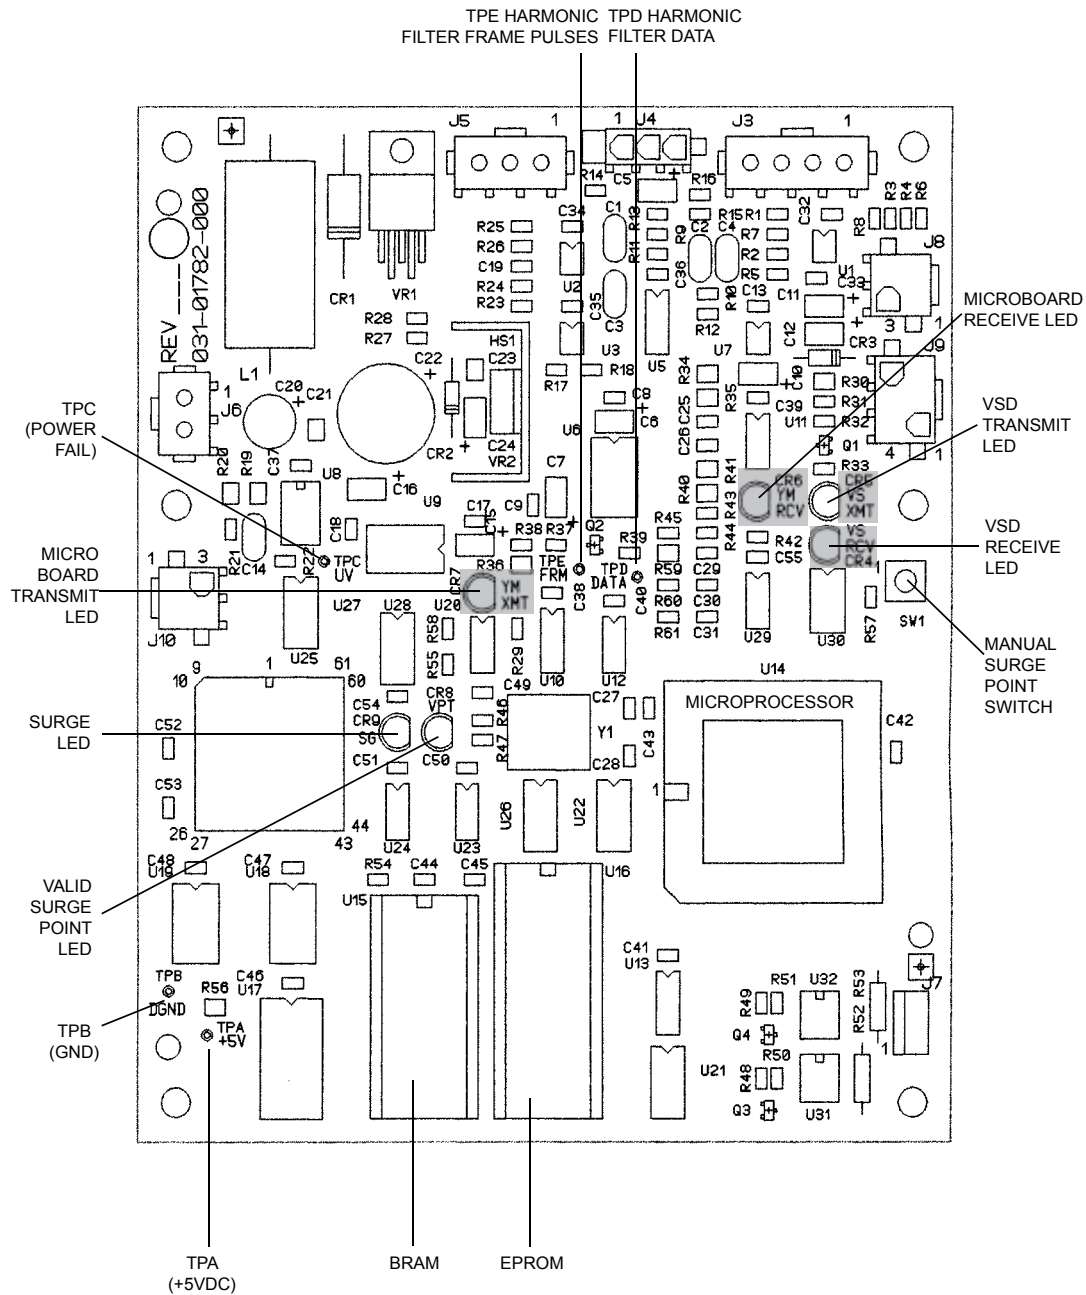 TPE HARMONIC
FILTER FRAME PULSES
TPD HARMONIC
FILTER DATA
J5 1
1 J4
J3 1
R14
C5
+
R16
R3
R4
R6
R8
C34
C1
R13
R15
R1
C32
R25
R26
C19
R24
R23
R11
R9
C2
C4
R7
R2
R5
U1
C33
J8
U2
C35
C36
R10
C13
C11
+
REV
031-01782-000
CR1
VR1
R28
R27
HS1
C3
R12
C12
+
CR3
3 1
J9
MICROBOARD
RECEIVE LED
C22
+
C23
U3
U5
U7
L1
1
J6
C20
+
C21
R17
R18
R34
C10
R30
TPC
(POWER
FAIL)
C8
+
C6
C25
R35
C39
R31
U11
R32
VSD
TRANSMIT
LED
CR2
+
C24
VR2
U6
C26
Q1
4 1
R20
R19
C37
U8
+
C16
U9
C7
R41
R33
R40
CR6
YM
RCV
CR5
VS
XMT
C17
C15
+
C9
+
R43
C18
R38
R37
Q2
R45
R44
R42
VS
RCV
CR4
VSD
RECEIVE
LED
MICRO
BOARD
TRANSMIT
LED
1 3
R21
C14
R22
TPC
UV
R36
TPE
FRM
R39
TPD
DATA
R59
C29
C55
CR7
YM
XMT
C38
C40
R60
C30
J10
U27
U28
U20
R58
R61
C31
U29
U30
R57
SW1
U25
R55
R29
U10
U12
U14
MANUAL
SURGE
POINT
SWITCH
10
9
1
61
60
C54
CR8
VPT
C49
C27
MICROPROCESSOR
SURGE
LED
C52
CR9
SG
R46
R47
Y1
C43
C42
C51
C50
C28
C53
1
26
27
44
43
U24
U23
U26
U22
C48
U19
C47
U18
R54
C44
C45
U16
U15
VALID
SURGE
POINT
LED
C41
U13
TPB
DGND
R56
C46
U17
R49
R51
U32
R53
J7
TPB
(GND)
TPA
+5V
Q4
R52
1
R50
R48
U21
Q3
U31
TPA
(+5VDC)
BRAM
EPROM